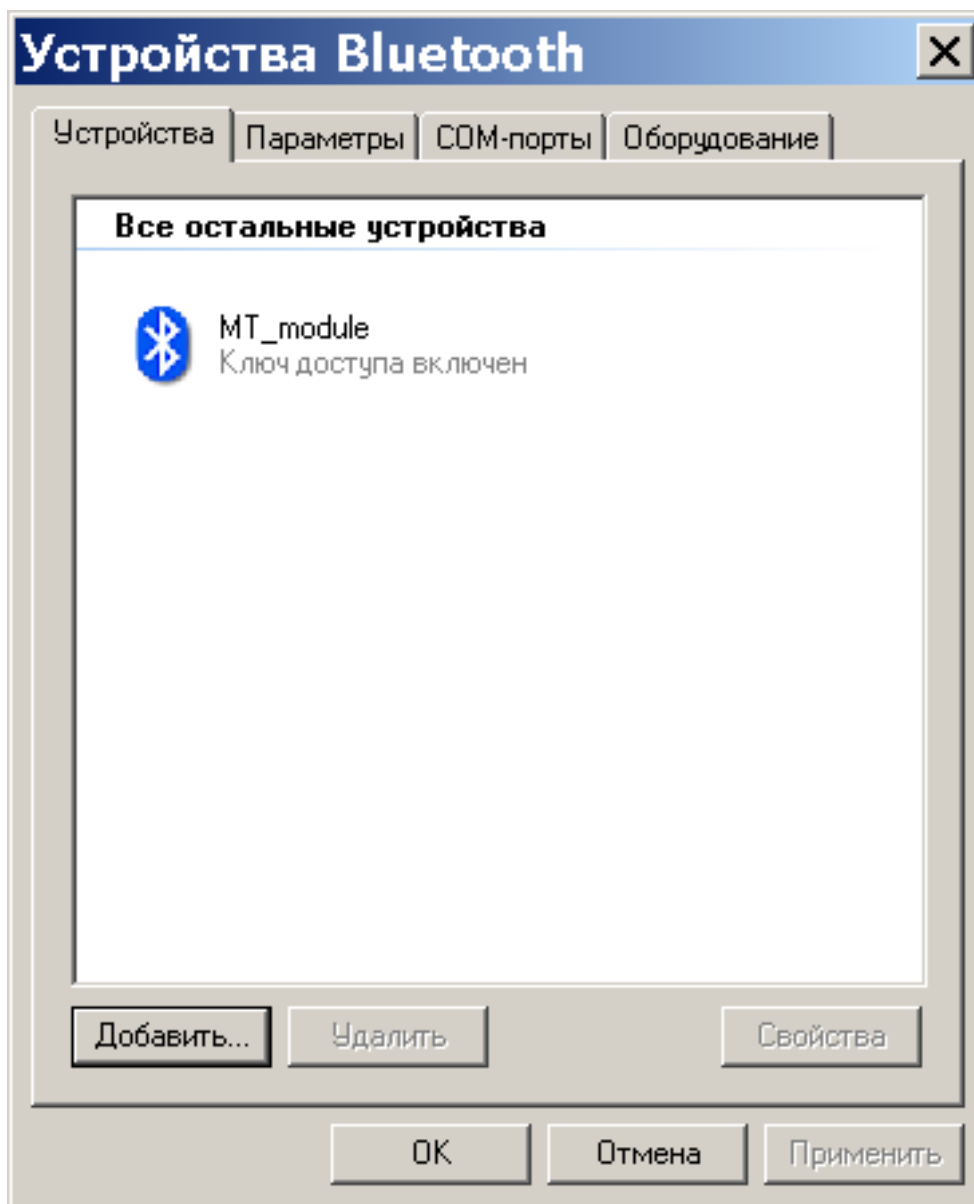 Устройства Bluetooth
Устройства Параметры COM-порты Оборудование
Все остальные устройства
MT_module
Ключ доступа включен
Добавить... Удалить Свойства
OK Отмена Применить